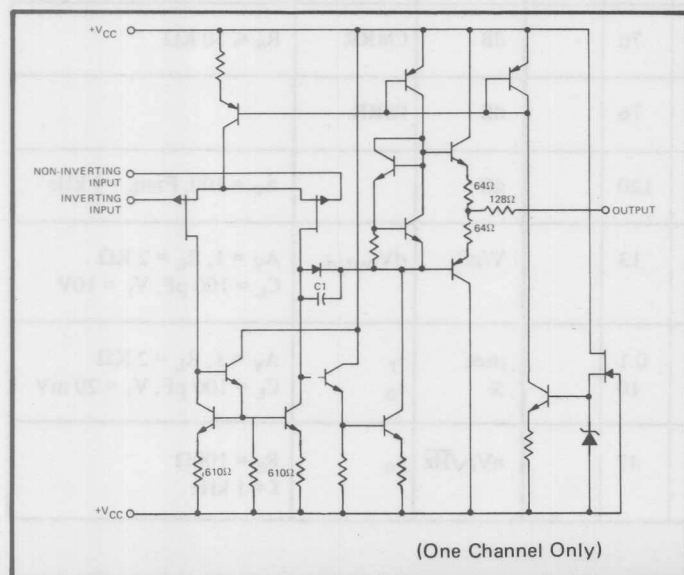 +VCC
NON-INVERTING
INPUT
INVERTING
INPUT
64Ω
128Ω
OUTPUT
64Ω
C1
610Ω
610Ω
+VCC
(One Channel Only)